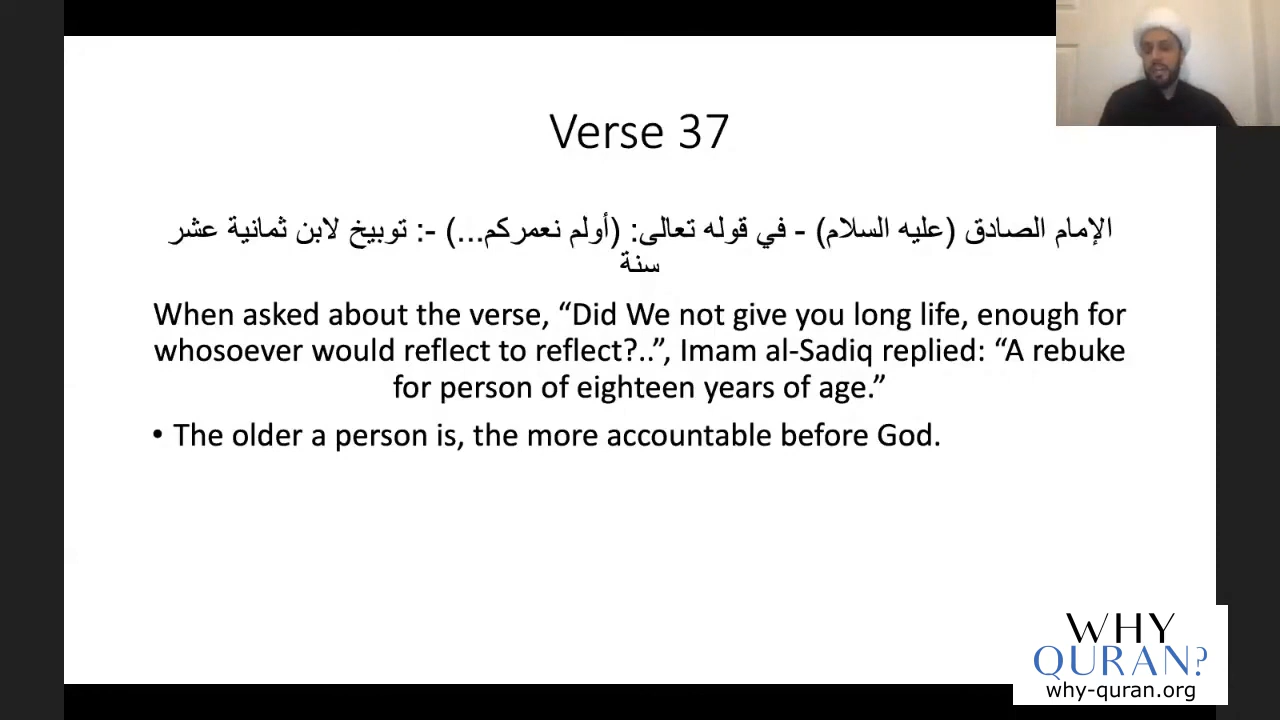 Verse 37
الإمام الصادق (عليه السلام) - في قوله تعالى: (أولم نعمركم...) -: توبيخ لابن ثمانية عشر
سنة
When asked about the verse, “Did We not give you long life, enough for
whosoever would reflect to reflect?..”, Imam al-Sadiq replied: “A rebuke
for person of eighteen years of age.”
• The older a person is, the more accountable before God.
WHY
QURAN?
why-quran.org